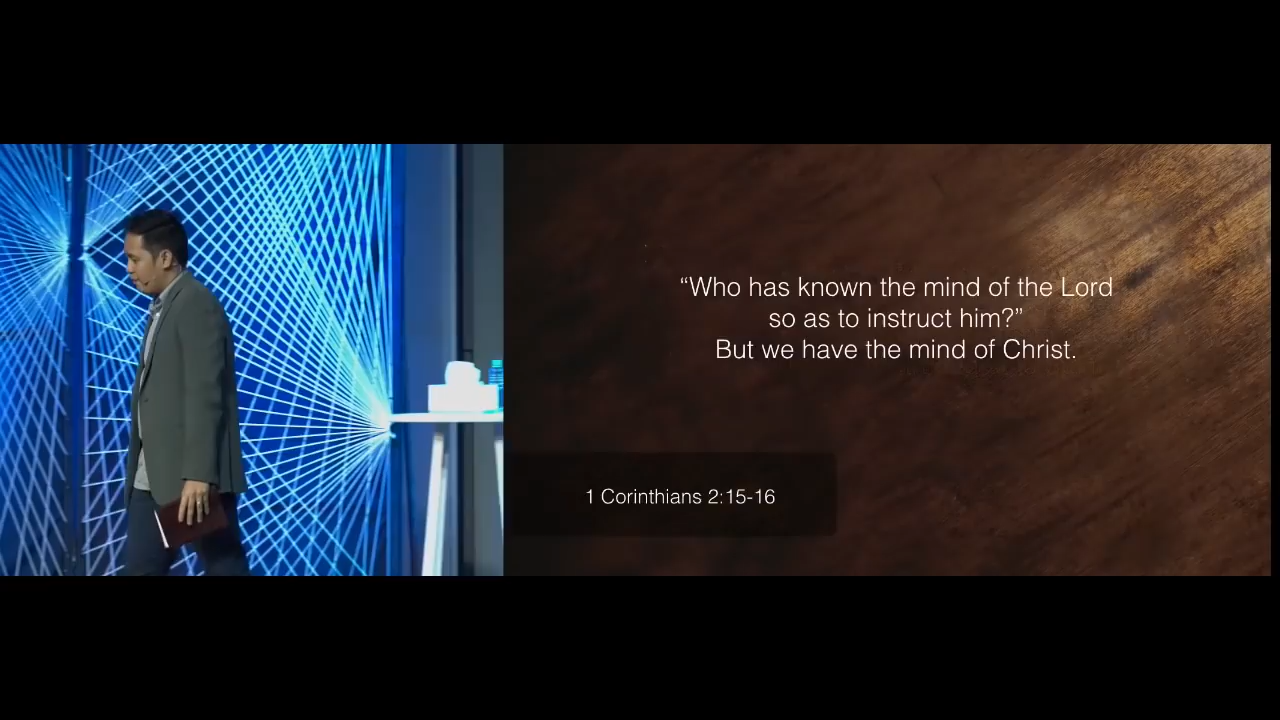 “Who has known the mind of the Lord
so as to instruct him?”
But we have the mind of Christ.
1 Corinthians 2:15-16